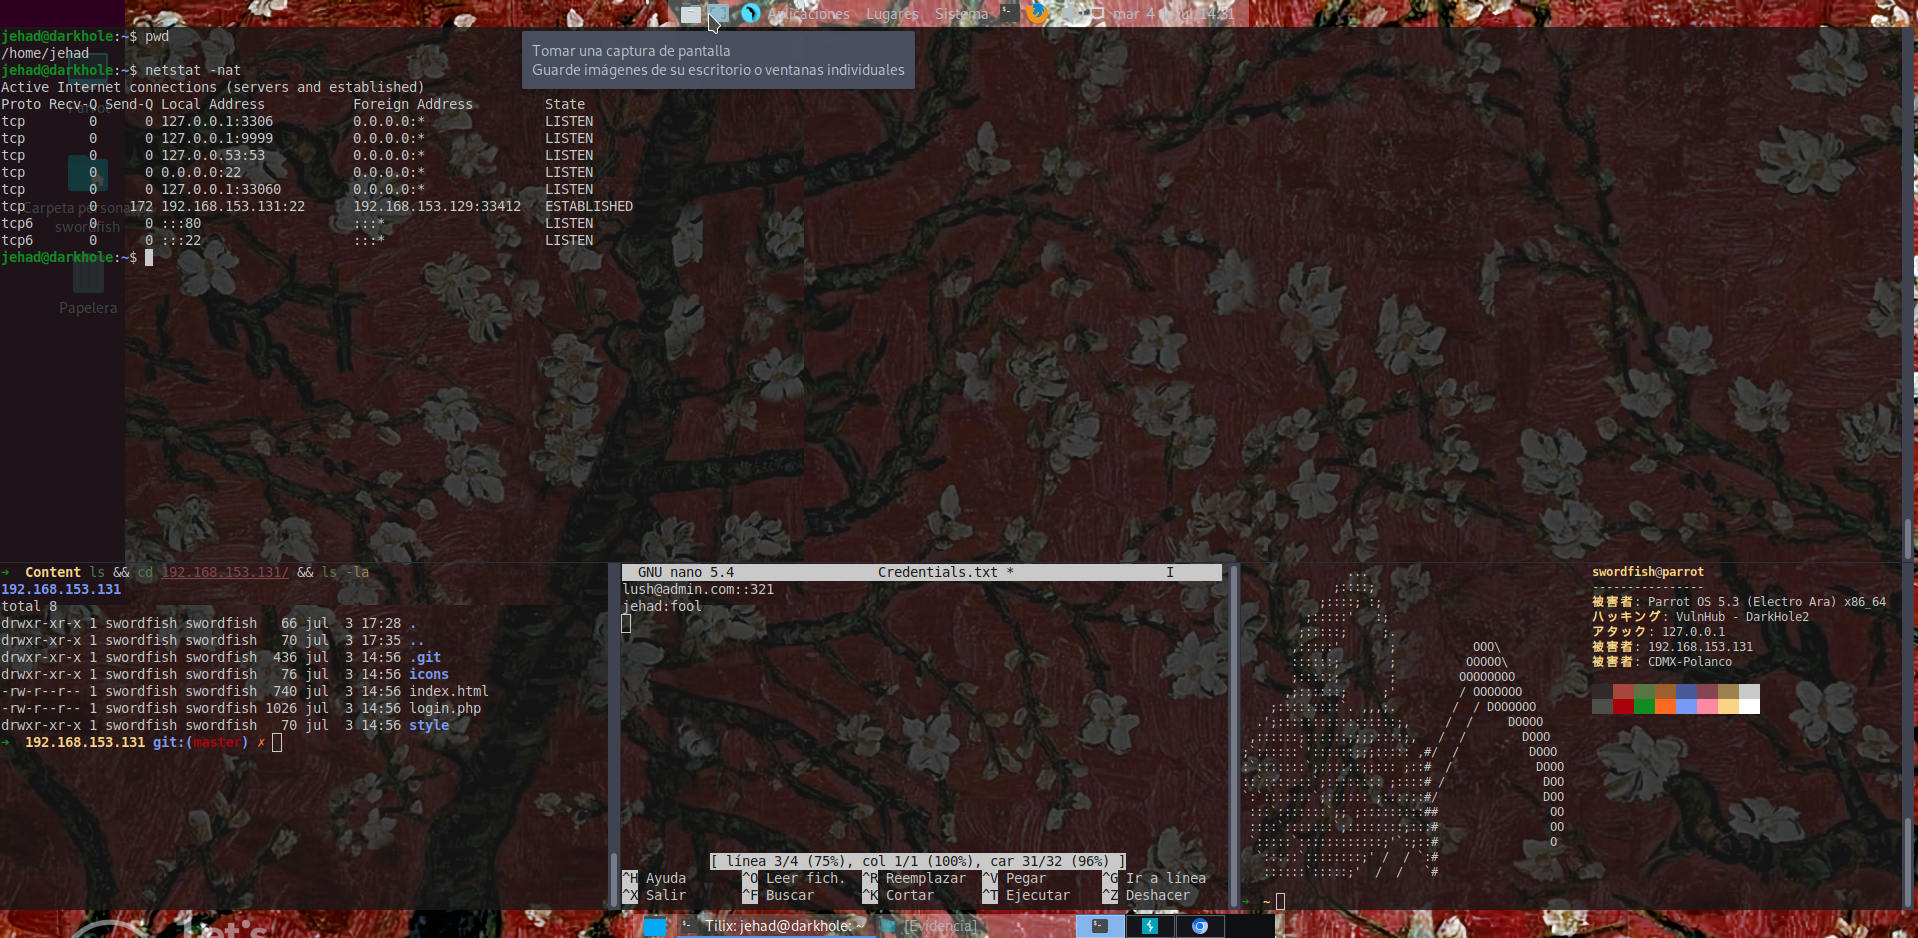 Aplicaciones Lugares Sistema mar 4
Tomar una captura de pantalla
Guarde imágenes de su escritorio o ventanas individuales
jehad@darkhole:~$ pwd
/home/jehad
jehad@darkhole:~$ netstat -nat
Active Internet connections (servers and established)
Proto Recv-Q Send-Q Local Address Foreign Address State
tcp 0 0 127.0.0.1:3306 0.0.0.0:* LISTEN
tcp 0 0 127.0.0.1:9999 0.0.0.0:* LISTEN
tcp 0 0 127.0.0.53:53 0.0.0.0:* LISTEN
tcp 0 0 0.0.0.0:22 0.0.0.0:* LISTEN
tcp 0 0 127.0.0.1:33060 0.0.0.0:* LISTEN
tcp 0 172 192.168.153.131:22 192.168.153.129:33412 ESTABLISHED
tcp6 0 0 :::80 :::* LISTEN
tcp6 0 0 :::22 :::* LISTEN
jehad@darkhole:~$
Carpeta persona
swordfish
Papelera
➜ Content ls && cd 192.168.153.131/ && ls -la
192.168.153.131
total 8
drwxr-xr-x 1 swordfish swordfish 66 jul 3 17:28 .
drwxr-xr-x 1 swordfish swordfish 70 jul 3 17:35 ..
drwxr-xr-x 1 swordfish swordfish 436 jul 3 14:56 .git
drwxr-xr-x 1 swordfish swordfish 76 jul 3 14:56 icons
-rw-r--r-- 1 swordfish swordfish 740 jul 3 14:56 index.html
-rw-r--r-- 1 swordfish swordfish 1026 jul 3 14:56 login.php
drwxr-xr-x 1 swordfish swordfish 70 jul 3 14:56 style
➜ 192.168.153.131 git:(master) ✗
GNU nano 5.4 Credentials.txt * I
lush@admin.com::321
jehad:fool
[ línea 3/4 (75%), col 1/1 (100%), car 31/32 (96%) ]
^H Ayuda ^O Leer fich. ^R Reemplazar ^V Pegar ^G Ir a línea
^X Salir ^F Buscar ^K Cortar ^T Ejecutar ^Z Deshacer
swordfish@parrot
----------------
被害者: Parrot OS 5.3 (Electro Ara) x86_64
ハッキング: VulnHub - DarkHole2
アタック: 127.0.0.1
被害者: 192.168.153.131
被害者: CDMX-Polanco
➜ ~
Let's
Tilix: jehad@darkhole: ~
[Evidencia]